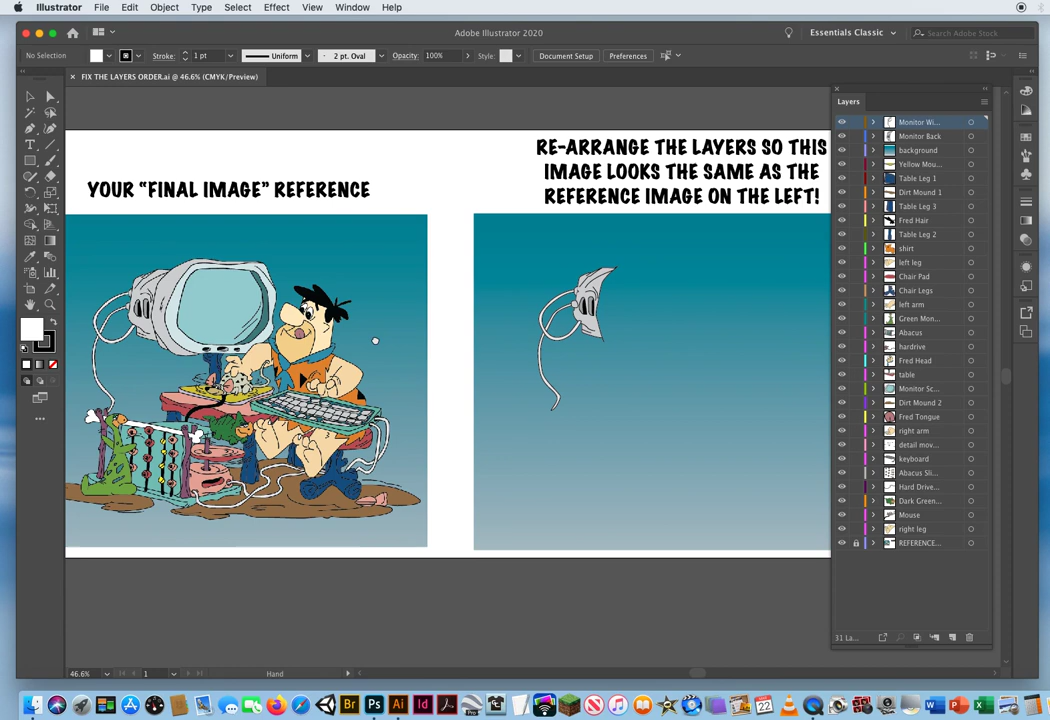 Illustrator File Edit Object Type Select Effect View Window Help
Adobe Illustrator 2020
Essentials Classic
Search Adobe Stock
No Selection Stroke: 1 pt Uniform 2 pt. Oval Opacity: 100% Style: Document Setup Preferences
FIX THE LAYERS ORDER.ai @ 46.6% (CMYK/Preview)
YOUR “FINAL IMAGE” REFERENCE
RE-ARRANGE THE LAYERS SO THIS
IMAGE LOOKS THE SAME AS THE
REFERENCE IMAGE ON THE LEFT!
Layers
Monitor Wi...
Monitor Back
background
Yellow Mou...
Table Leg 1
Dirt Mound 1
Table Leg 3
Fred Hair
Table Leg 2
shirt
left leg
Chair Pad
Chair Legs
left arm
Green Mon...
Abacus
hardrive
Fred Head
table
Monitor Sc...
Dirt Mound 2
Fred Tongue
right arm
detail mov...
keyboard
Abacus Sli...
Hard Drive...
Dark Green...
Mouse
right leg
REFERENCE...
31 La...
46.6% 1 Hand
22
Br Ps Ai Id